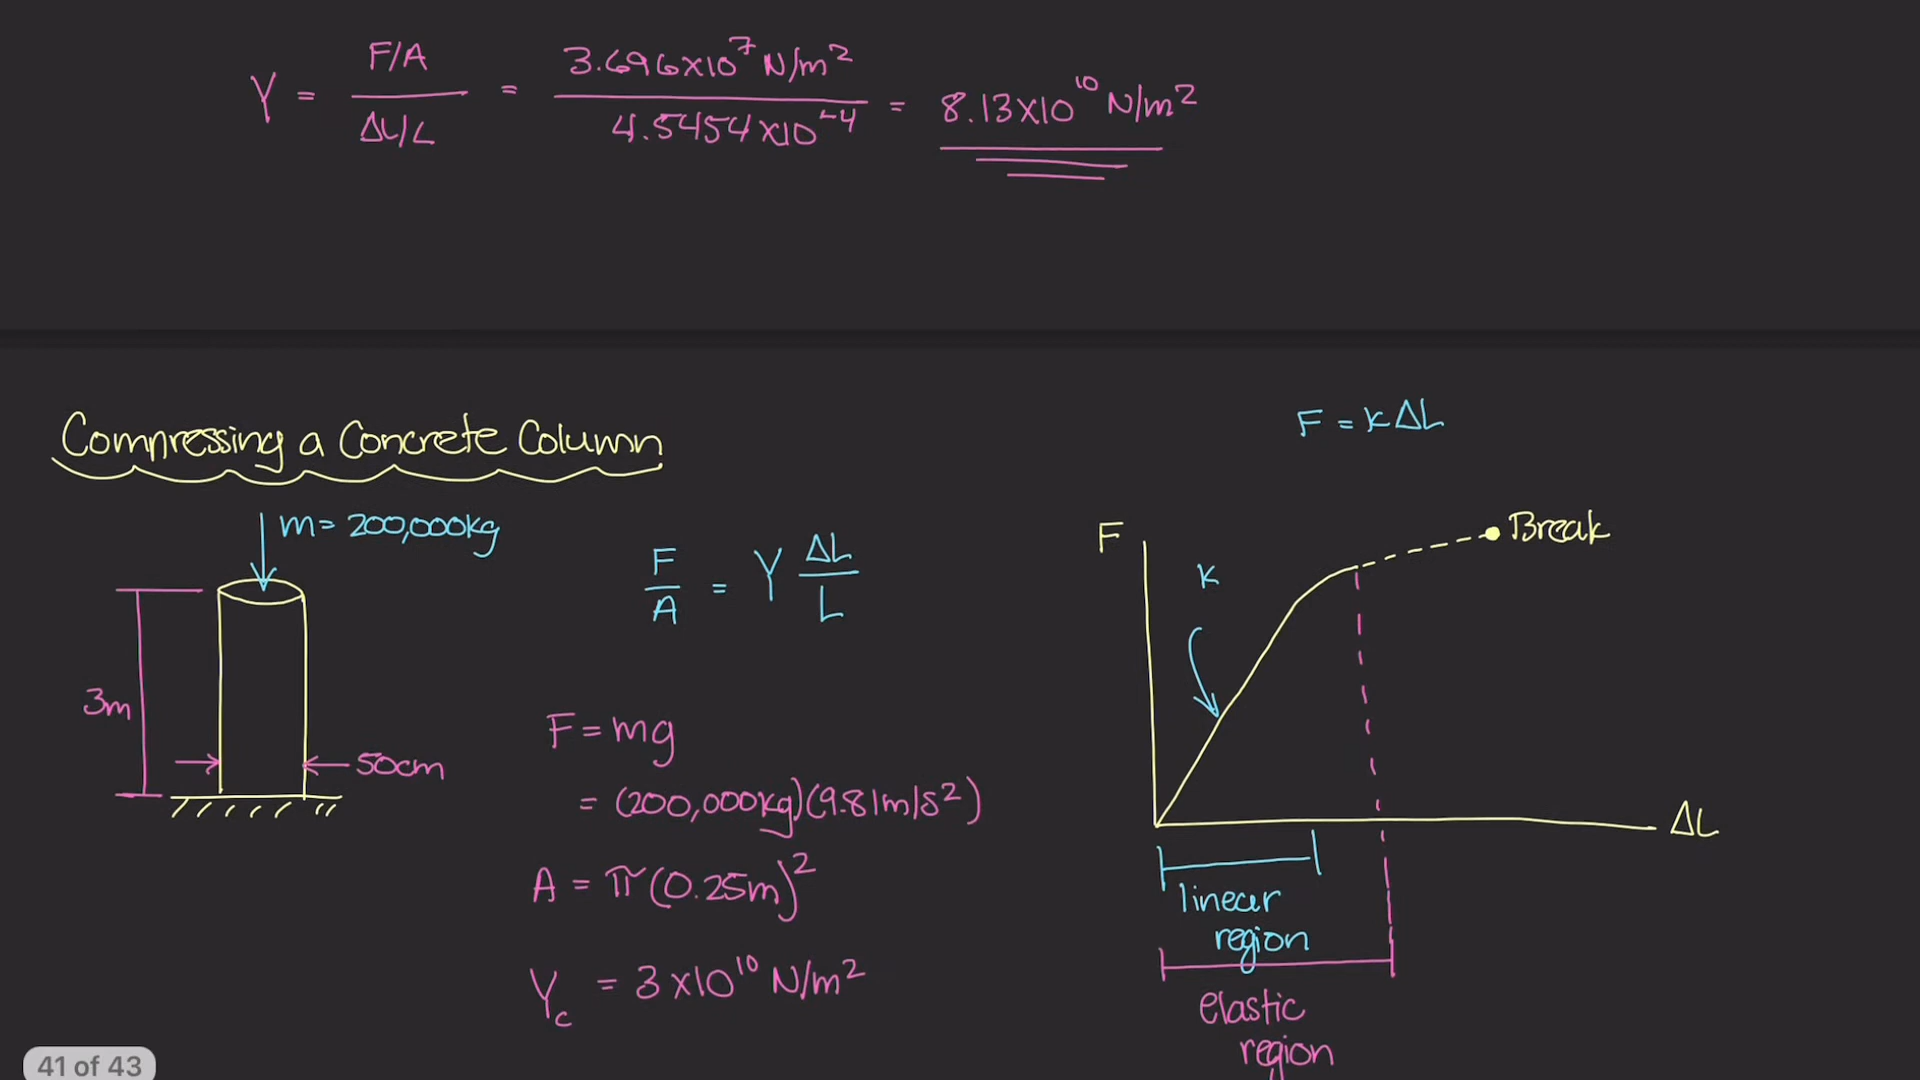 Y = F/A / ΔL/L = 3.696x10^7 N/m^2 / 4.5454x10^-4 = 8.13x10^10 N/m^2
Compressing a Concrete Column
F = KΔL
m= 200,000kg
F/A = Y ΔL/L
F
K
Break
3m
50cm
F = mg
= (200,000kg)(9.81m/s^2)
A = π(0.25m)^2
Yc = 3x10^10 N/m^2
ΔL
linear
region
elastic
region
41 of 43